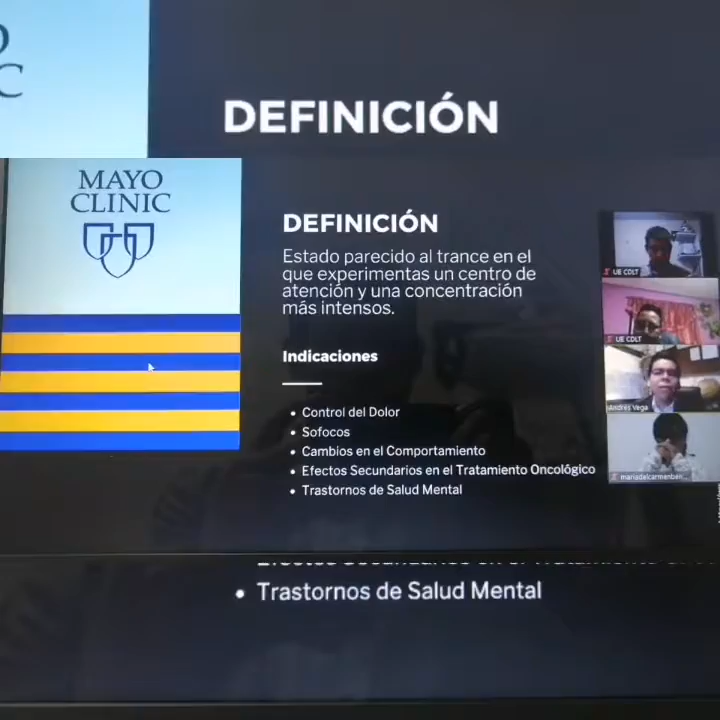 DEFINICIÓN
MAYO
CLINIC
DEFINICIÓN
Estado parecido al trance en el
que experimentas un centro de
atención y una concentración
más intensos.
Indicaciones
• Control del Dolor
• Sofocos
• Cambios en el Comportamiento
• Efectos Secundarios en el Tratamiento Oncológico
• Trastornos de Salud Mental
UE CDLT
UE CDLT
Andrés Vega
mariadelcarmenben...
• Trastornos de Salud Mental